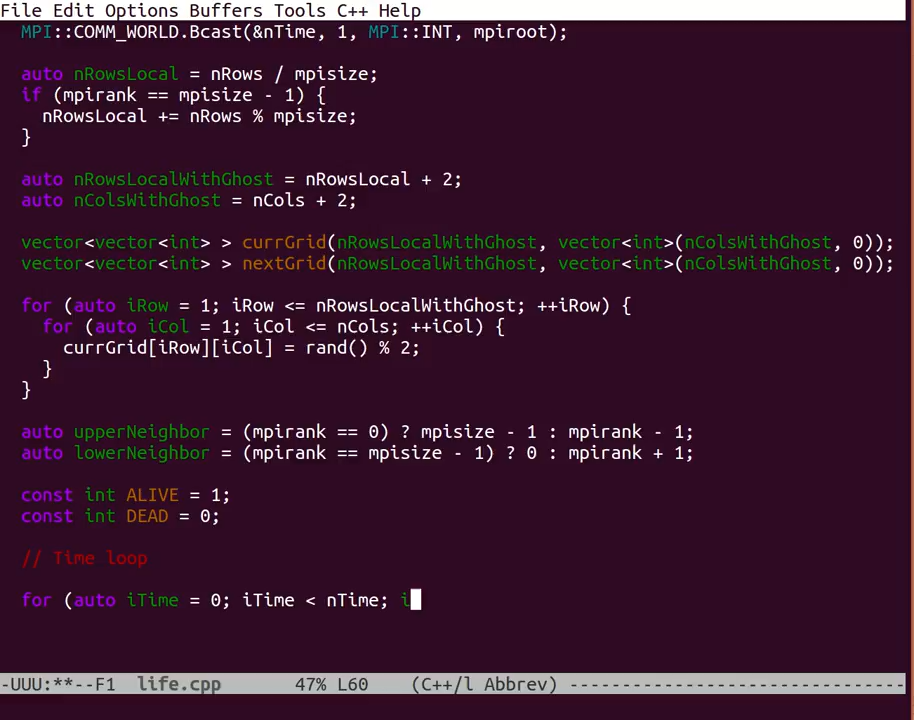 File Edit Options Buffers Tools C++ Help
MPI::COMM_WORLD.Bcast(&nTime, 1, MPI::INT, mpiroot);
auto nRowsLocal = nRows / mpisize;
if (mpirank == mpisize - 1) {
nRowsLocal += nRows % mpisize;
}
auto nRowsLocalWithGhost = nRowsLocal + 2;
auto nColsWithGhost = nCols + 2;
vector<vector<int> > currGrid(nRowsLocalWithGhost, vector<int>(nColsWithGhost, 0));
vector<vector<int> > nextGrid(nRowsLocalWithGhost, vector<int>(nColsWithGhost, 0));
for (auto iRow = 1; iRow <= nRowsLocalWithGhost; ++iRow) {
for (auto iCol = 1; iCol <= nCols; ++iCol) {
currGrid[iRow][iCol] = rand() % 2;
}
}
auto upperNeighbor = (mpirank == 0) ? mpisize - 1 : mpirank - 1;
auto lowerNeighbor = (mpirank == mpisize - 1) ? 0 : mpirank + 1;
const int ALIVE = 1;
const int DEAD = 0;
// Time loop
for (auto iTime = 0; iTime < nTime; i
-UUU:**--F1  life.cpp       47% L60    (C++/l Abbrev) --------------------------------